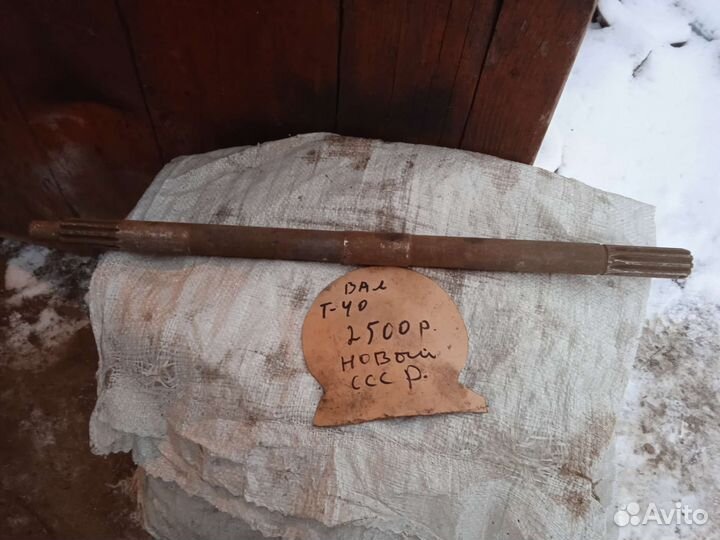 ВАл
Т-40
2500р.
новый
ссср.
Avito